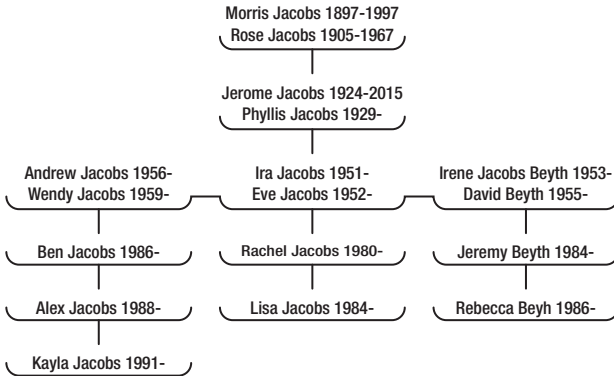 Morris Jacobs 1897-1997
Rose Jacobs 1905-1967
Jerome Jacobs 1924-2015
Phyllis Jacobs 1929-
Andrew Jacobs 1956-
Wendy Jacobs 1959-
Ira Jacobs 1951-
Eve Jacobs 1952-
Irene Jacobs Beyth 1953-
David Beyth 1955-
Ben Jacobs 1986-
Rachel Jacobs 1980-
Jeremy Beyth 1984-
Alex Jacobs 1988-
Lisa Jacobs 1984-
Rebecca Beyh 1986-
Kayla Jacobs 1991-